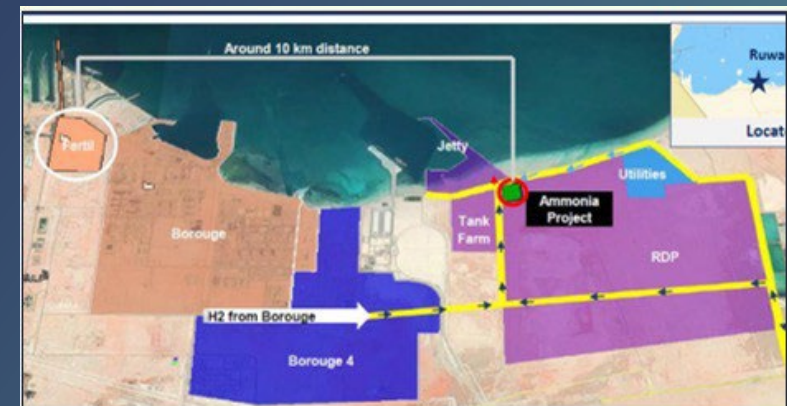 Around 10 km distance
Ruwa
Locat
Fertil
Jetty
Utilities
Borouge
Tank
Farm
Ammonia
Project
RDP
H2 from Borouge
Borouge 4